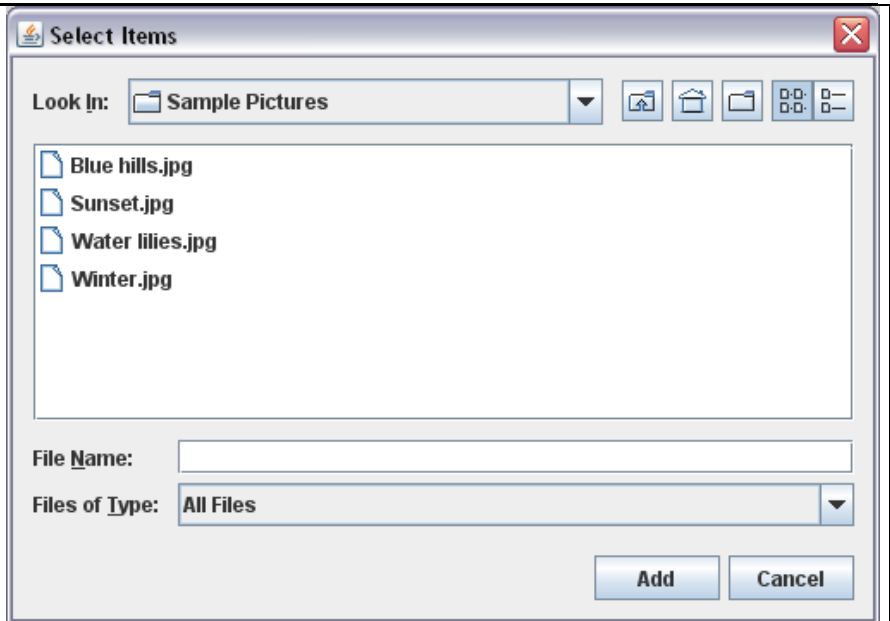 Select Items
Look In: Sample Pictures
Blue hills.jpg
Sunset.jpg
Water lilies.jpg
Winter.jpg
File Name:
Files of Type: All Files
Add Cancel